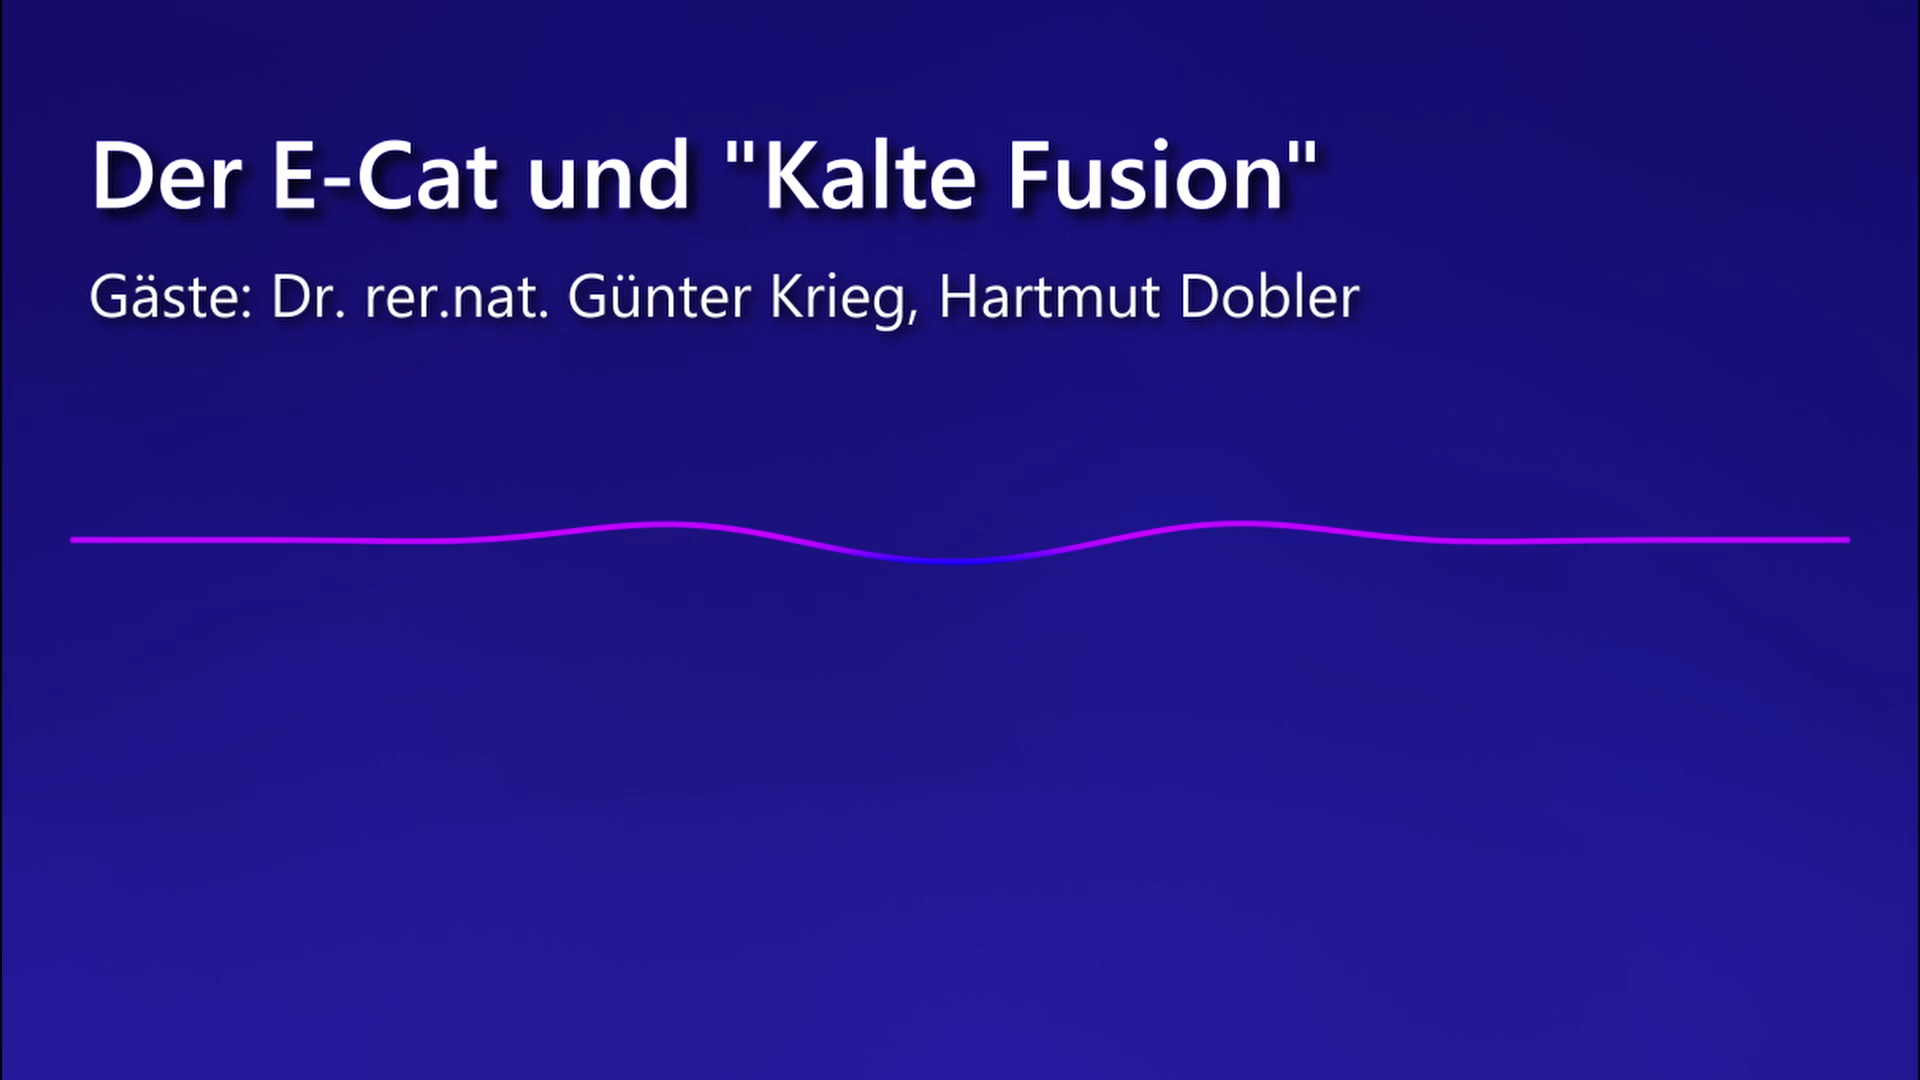 Der E-Cat und "Kalte Fusion"
Gäste: Dr. rer.nat. Günter Krieg, Hartmut Dobler